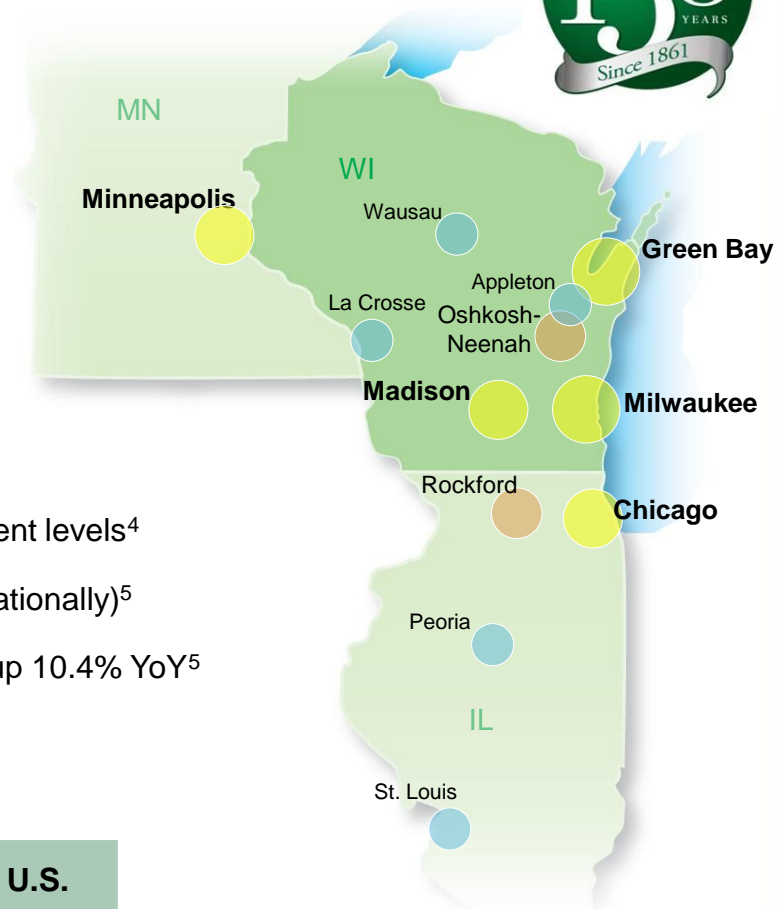 YEARS
Since 1861
MN
WI
Minneapolis
Wausau
Green Bay
Appleton
La Crosse
Oshkosh-
Neenah
Madison
Milwaukee
Rockford
Chicago
ent levels⁴
ationally)⁵
up 10.4% YoY⁵
Peoria
IL
St. Louis
U.S.